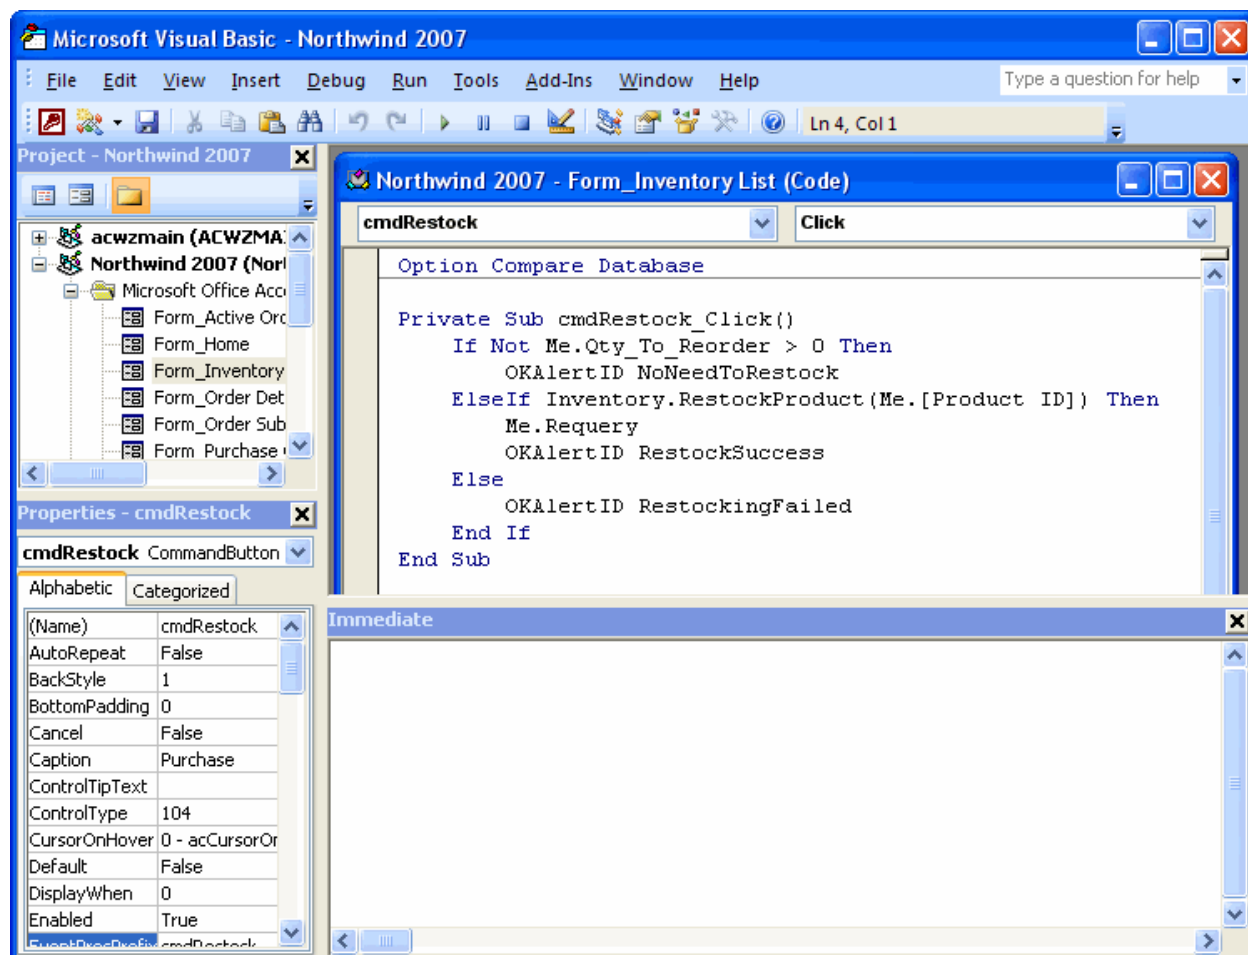 Microsoft Visual Basic - Northwind 2007
File Edit View Insert Debug Run Tools Add-Ins Window Help
Type a question for help
Ln 4, Col 1
Project - Northwind 2007
acwzmain (ACWZMA
Northwind 2007 (Nor
Microsoft Office Acc
Form_Active Orc
Form_Home
Form_Inventory
Form_Order Det
Form_Order Sub
Form_Purchase
Properties - cmdRestock
cmdRestock CommandButton
Alphabetic Categorized
(Name) cmdRestock
AutoRepeat False
BackStyle 1
BottomPadding 0
Cancel False
Caption Purchase
ControlTipText
ControlType 104
CursorOnHover 0 - acCursorOr
Default False
DisplayWhen 0
Enabled True
EventProcPrefix cmdRestock
Northwind 2007 - Form_Inventory List (Code)
cmdRestock Click
Option Compare Database
Private Sub cmdRestock_Click()
If Not Me.Qty_To_Reorder > 0 Then
OKAlertID NoNeedToRestock
ElseIf Inventory.RestockProduct(Me.[Product ID]) Then
Me.Requery
OKAlertID RestockSuccess
Else
OKAlertID RestockingFailed
End If
End Sub
Immediate